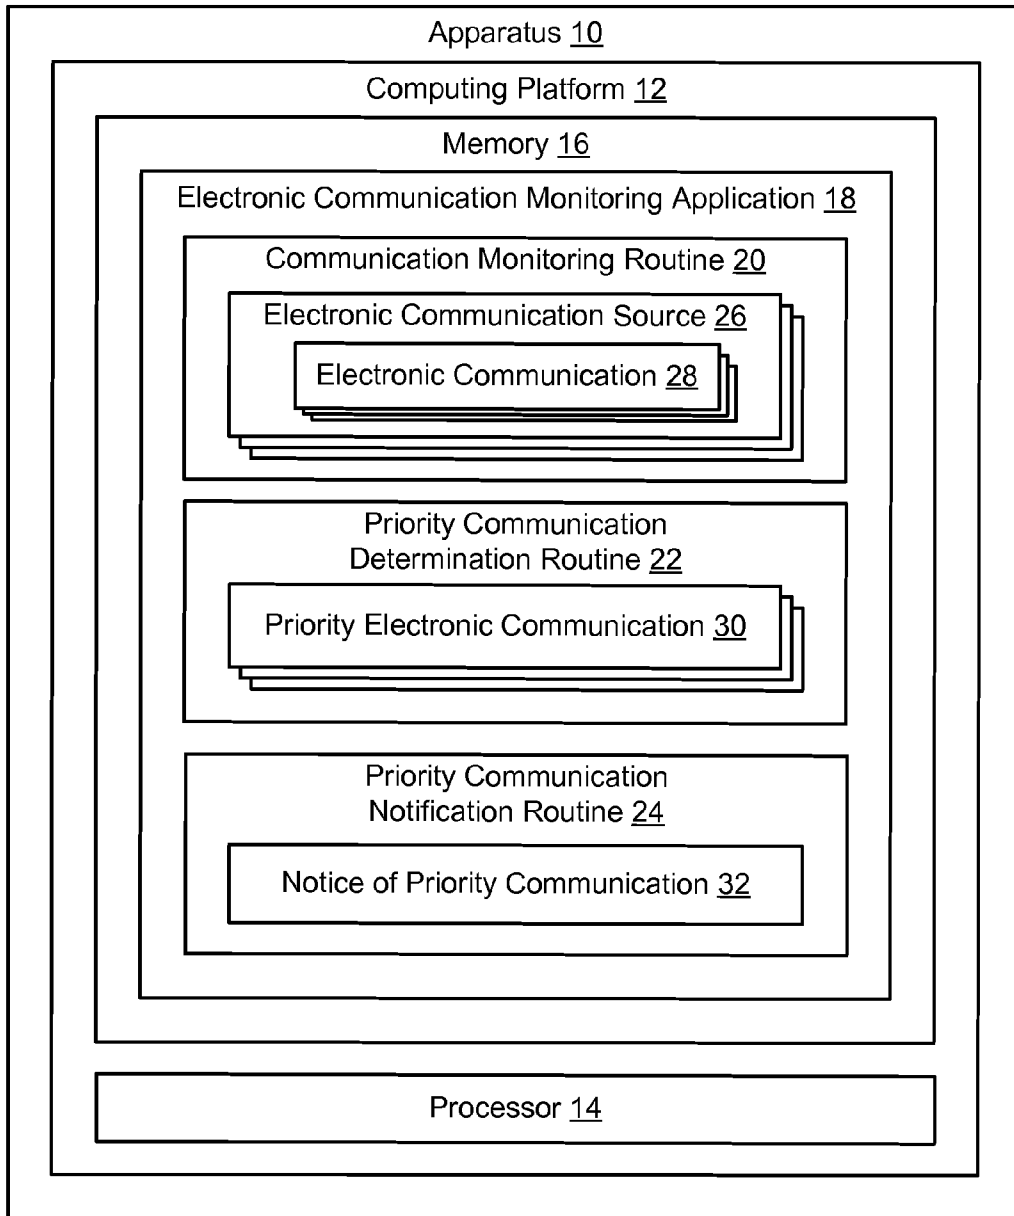 Apparatus 10
Computing Platform 12
Memory 16
Electronic Communication Monitoring Application 18
Communication Monitoring Routine 20
Electronic Communication Source 26
Electronic Communication 28
Priority Communication
Determination Routine 22
Priority Electronic Communication 30
Priority Communication
Notification Routine 24
Notice of Priority Communication 32
Processor 14